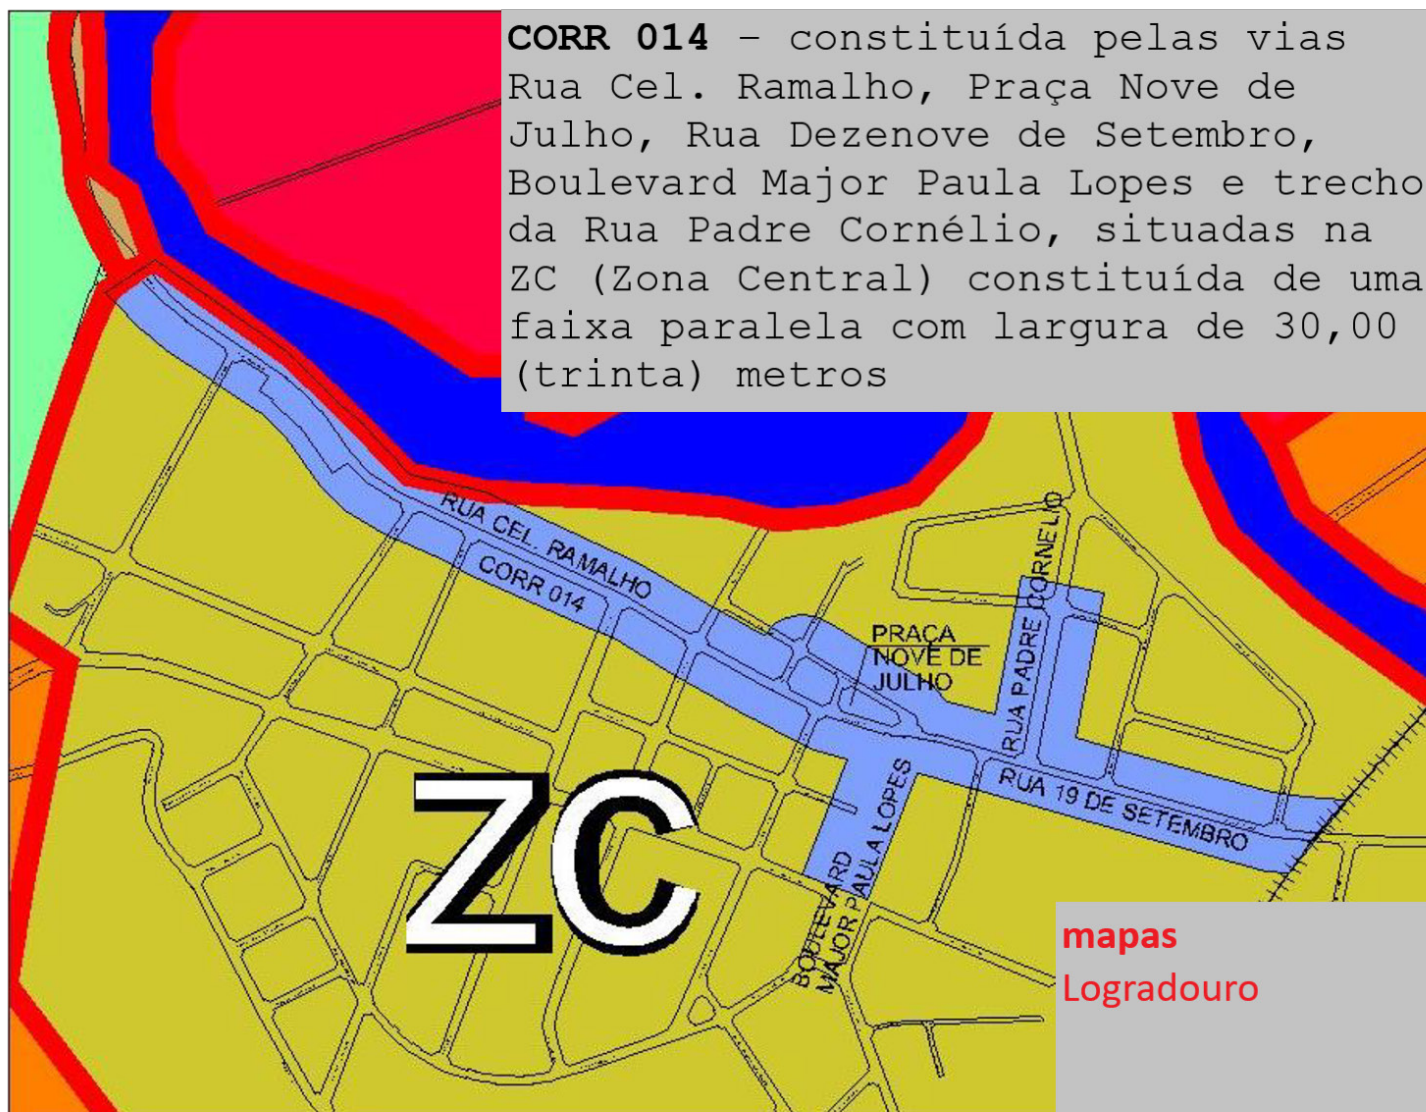 CORR 014 – constituída pelas vias
Rua Cel. Ramalho, Praça Nove de
Julho, Rua Dezenove de Setembro,
Boulevard Major Paula Lopes e trecho
da Rua Padre Cornélio, situadas na
ZC (Zona Central) constituída de uma
faixa paralela com largura de 30,00
(trinta) metros
RUA CEL. RAMALHO
CORR 014
PRAÇA
NOVE DE
JULHO
RUA PADRE CORNELIO
RUA 19 DE SETEMBRO
BOULEVARD
MAJOR PAULA LOPES
ZC
mapas
Logradouro